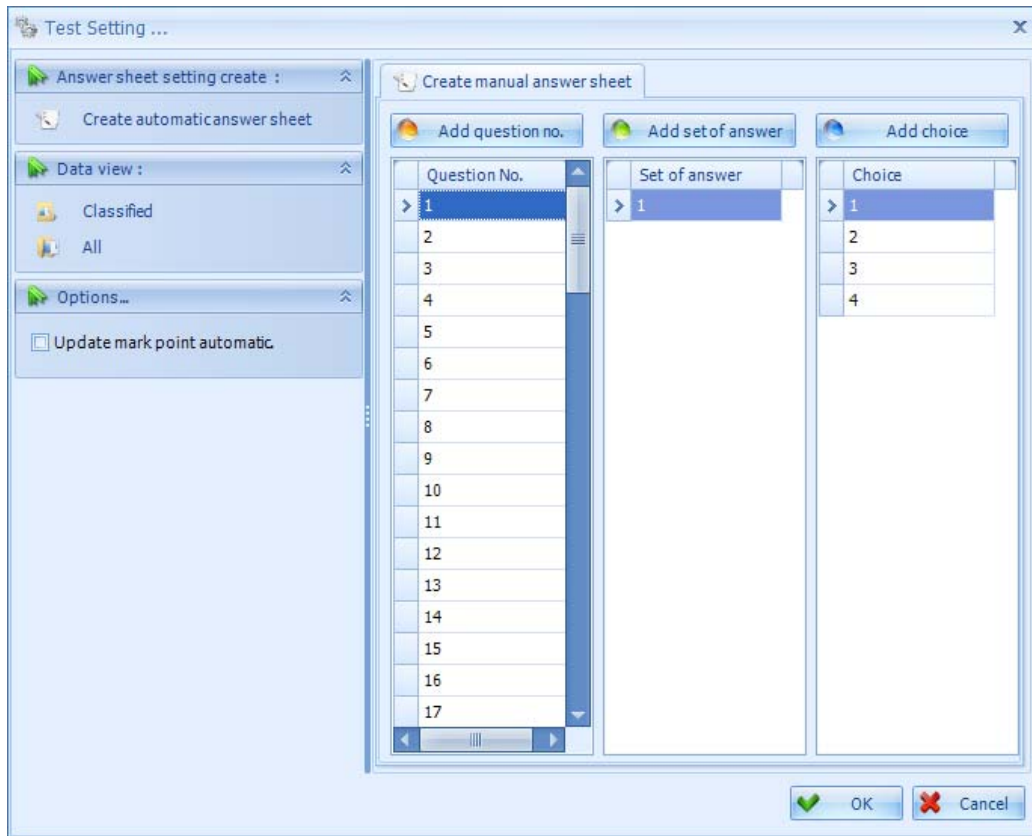 Test Setting ...
x
Answer sheet setting create :
Create automatic answer sheet
Data view :
Classified
All
Options...
Update mark point automatic.
Create manual answer sheet
Add question no.
Add set of answer
Add choice
Question No.
1
2
3
4
5
6
7
8
9
10
11
12
13
14
15
16
17
Set of answer
1
Choice
1
2
3
4
OK
Cancel